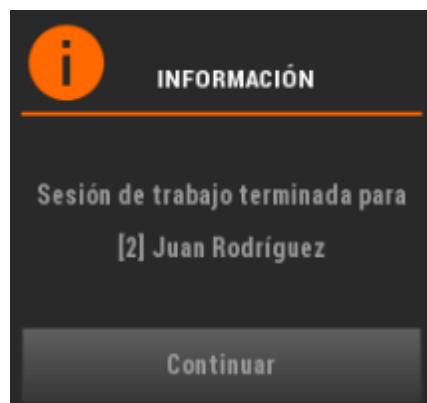 INFORMACIÓN
Sesión de trabajo terminada para
[2] Juan Rodríguez
Continuar